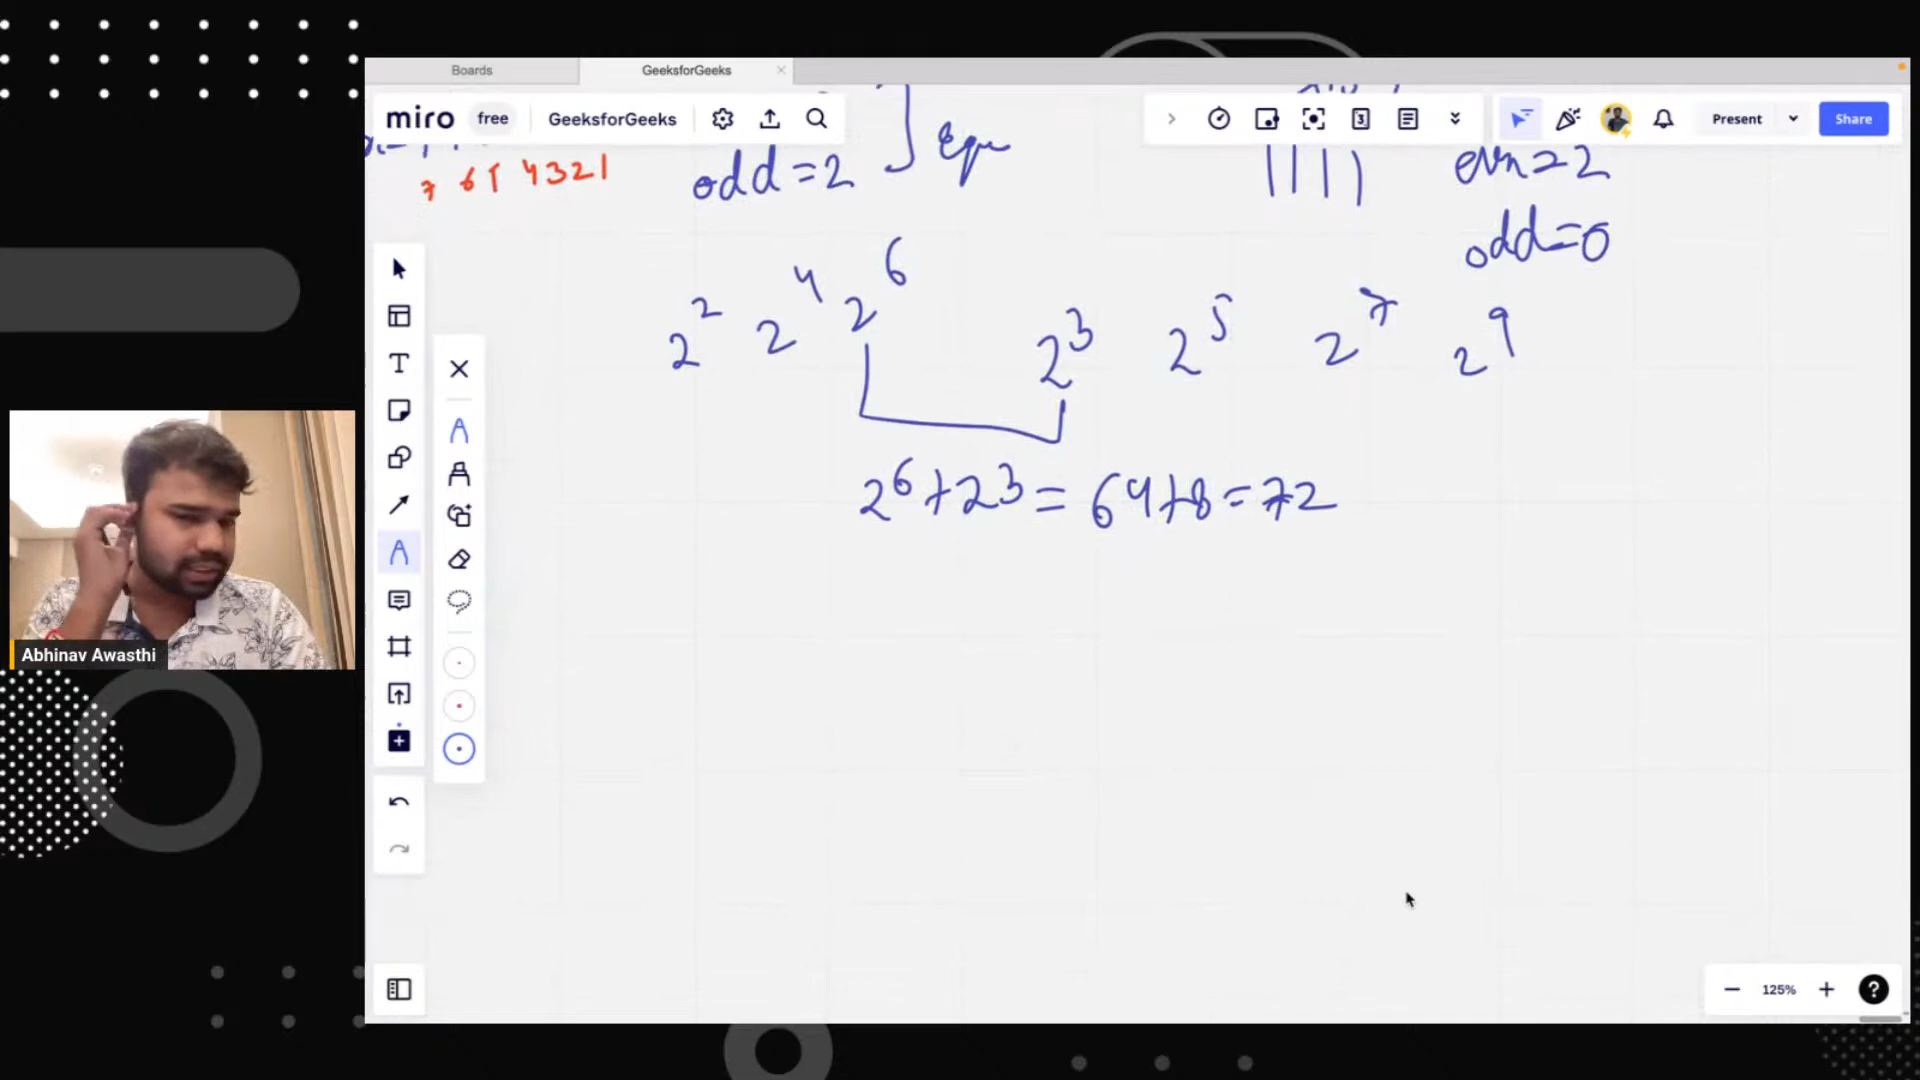 Boards
GeeksforGeeks
miro free GeeksforGeeks
Present
Share
7 6 5 4 3 2 1
odd = 2
evn = 2
odd = 0
2^2 2^4 2^6 2^3 2^5 2^7 2^9
2^6 + 2^3 = 64 + 8 = 72
Abhinav Awasthi
125%